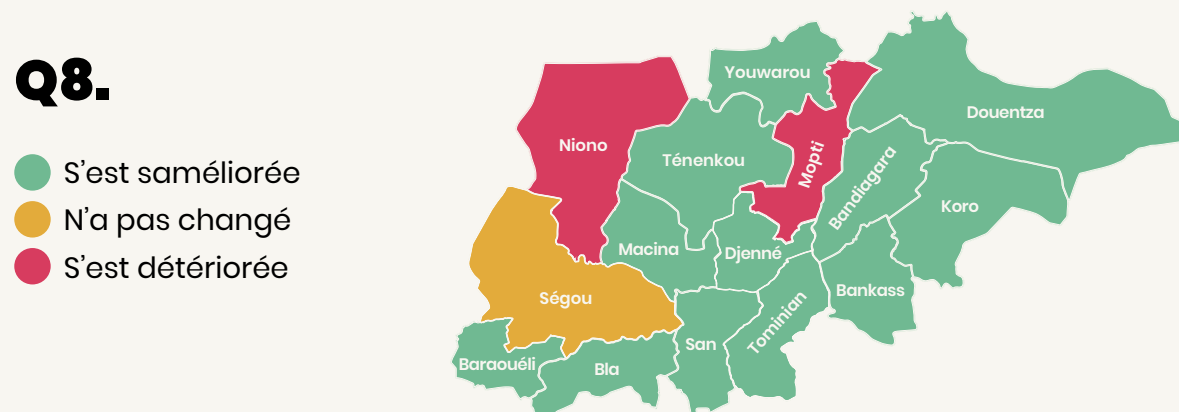 Q8.
S'est saméliorée
N'a pas changé
S'est détériorée
Youwarou
Douentza
Niono
Ténenkou
Mopti
Bandiagara
Koro
Macina
Djenné
Bankass
Ségou
Tominian
San
Baraouéli
Bla